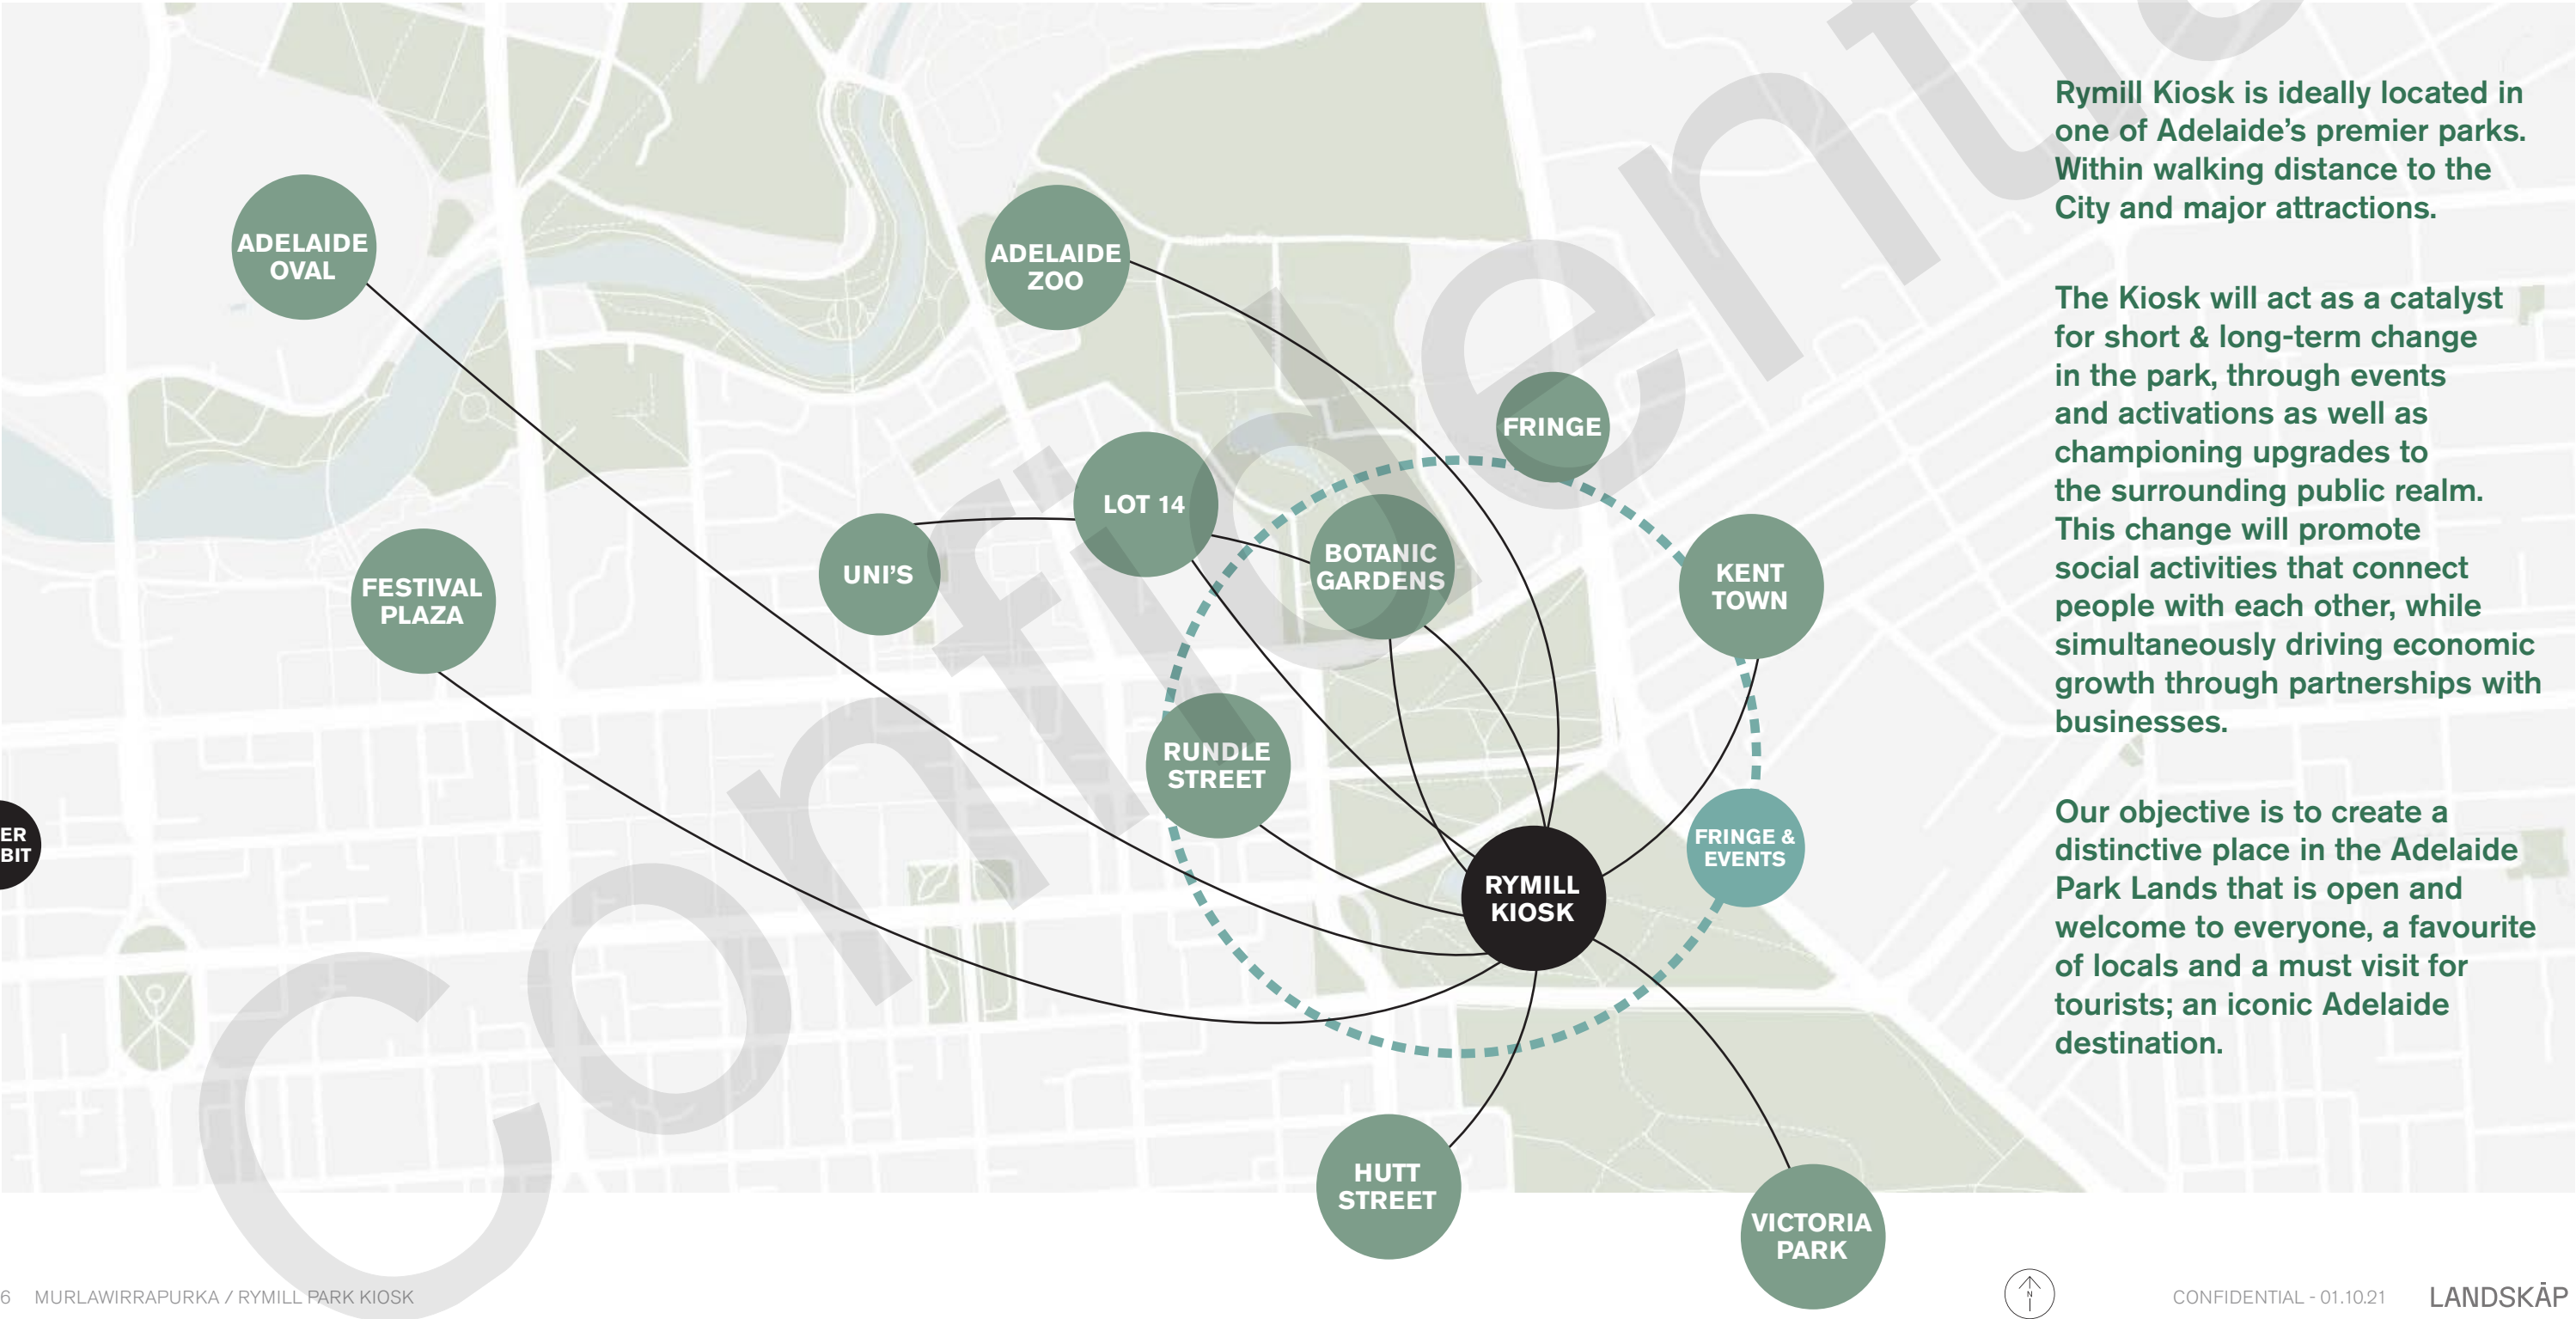 Rymill Kiosk is ideally located in
one of Adelaide’s premier parks.
Within walking distance to the
City and major attractions.
The Kiosk will act as a catalyst
for short & long-term change
in the park, through events
and activations as well as
championing upgrades to
the surrounding public realm.
This change will promote
social activities that connect
people with each other, while
simultaneously driving economic
growth through partnerships with
businesses.
Our objective is to create a
distinctive place in the Adelaide
Park Lands that is open and
welcome to everyone, a favourite
of locals and a must visit for
tourists; an iconic Adelaide
destination.
ADELAIDE
OVAL
ADELAIDE
ZOO
FRINGE
LOT 14
BOTANIC
GARDENS
UNI’S
KENT
TOWN
FESTIVAL
PLAZA
RUNDLE
STREET
ER
BIT
FRINGE &
EVENTS
RYMILL
KIOSK
HUTT
STREET
VICTORIA
PARK
Confidentia
6 MURLAWIRRAPURKA / RYMILL PARK KIOSK
N
CONFIDENTIAL - 01.10.21
LANDSKĀP